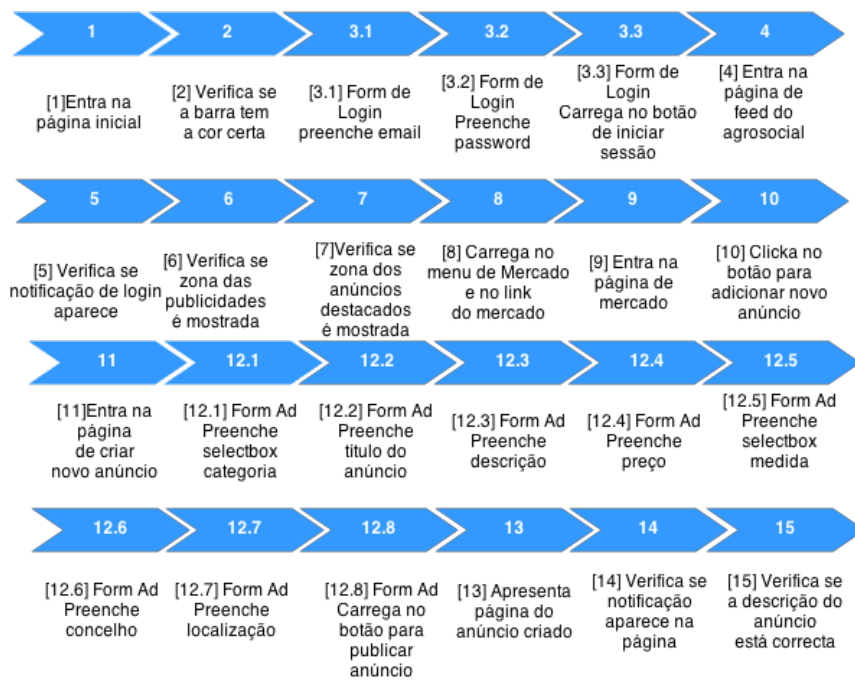 1
2
3.1
3.2
3.3
4
[1]Entra na
página inicial
[2] Verifica se
a barra tem
a cor certa
[3.1] Form de
Login
preenche email
[3.2] Form de
Login
Preenche
password
[3.3] Form de
Login
Carrega no botão
de iniciar
sessão
[4] Entra na
página de
feed do
agrosocial
5
6
7
8
9
10
[5] Verifica se
notificação de login
aparece
[6] Verifica se
zona das
publicidades
é mostrada
[7]Verifica se
zona dos
anúncios
destacados
é mostrada
[8] Carrega no
menu de Mercado
e no link
do mercado
[9] Entra na
página de
mercado
[10] Clicka no
botão para
adicionar novo
anúncio
11
12.1
12.2
12.3
12.4
12.5
[11]Entra na
página
de criar
novo anúncio
[12.1] Form Ad
Preenche
selectbox
categoria
[12.2] Form Ad
Preenche
título do
anúncio
[12.3] Form Ad
Preenche
descrição
[12.4] Form Ad
Preenche
preço
[12.5] Form Ad
Preenche
selectbox
medida
12.6
12.7
12.8
13
14
15
[12.6] Form Ad
Preenche
concelho
[12.7] Form Ad
Preenche
localização
[12.8] Form Ad
Carrega no
botão para
publicar
anúncio
[13] Apresenta
página do
anúncio criado
[14] Verifica se
notificação
aparece na
página
[15] Verifica se
a descrição do
anúncio
está correcta